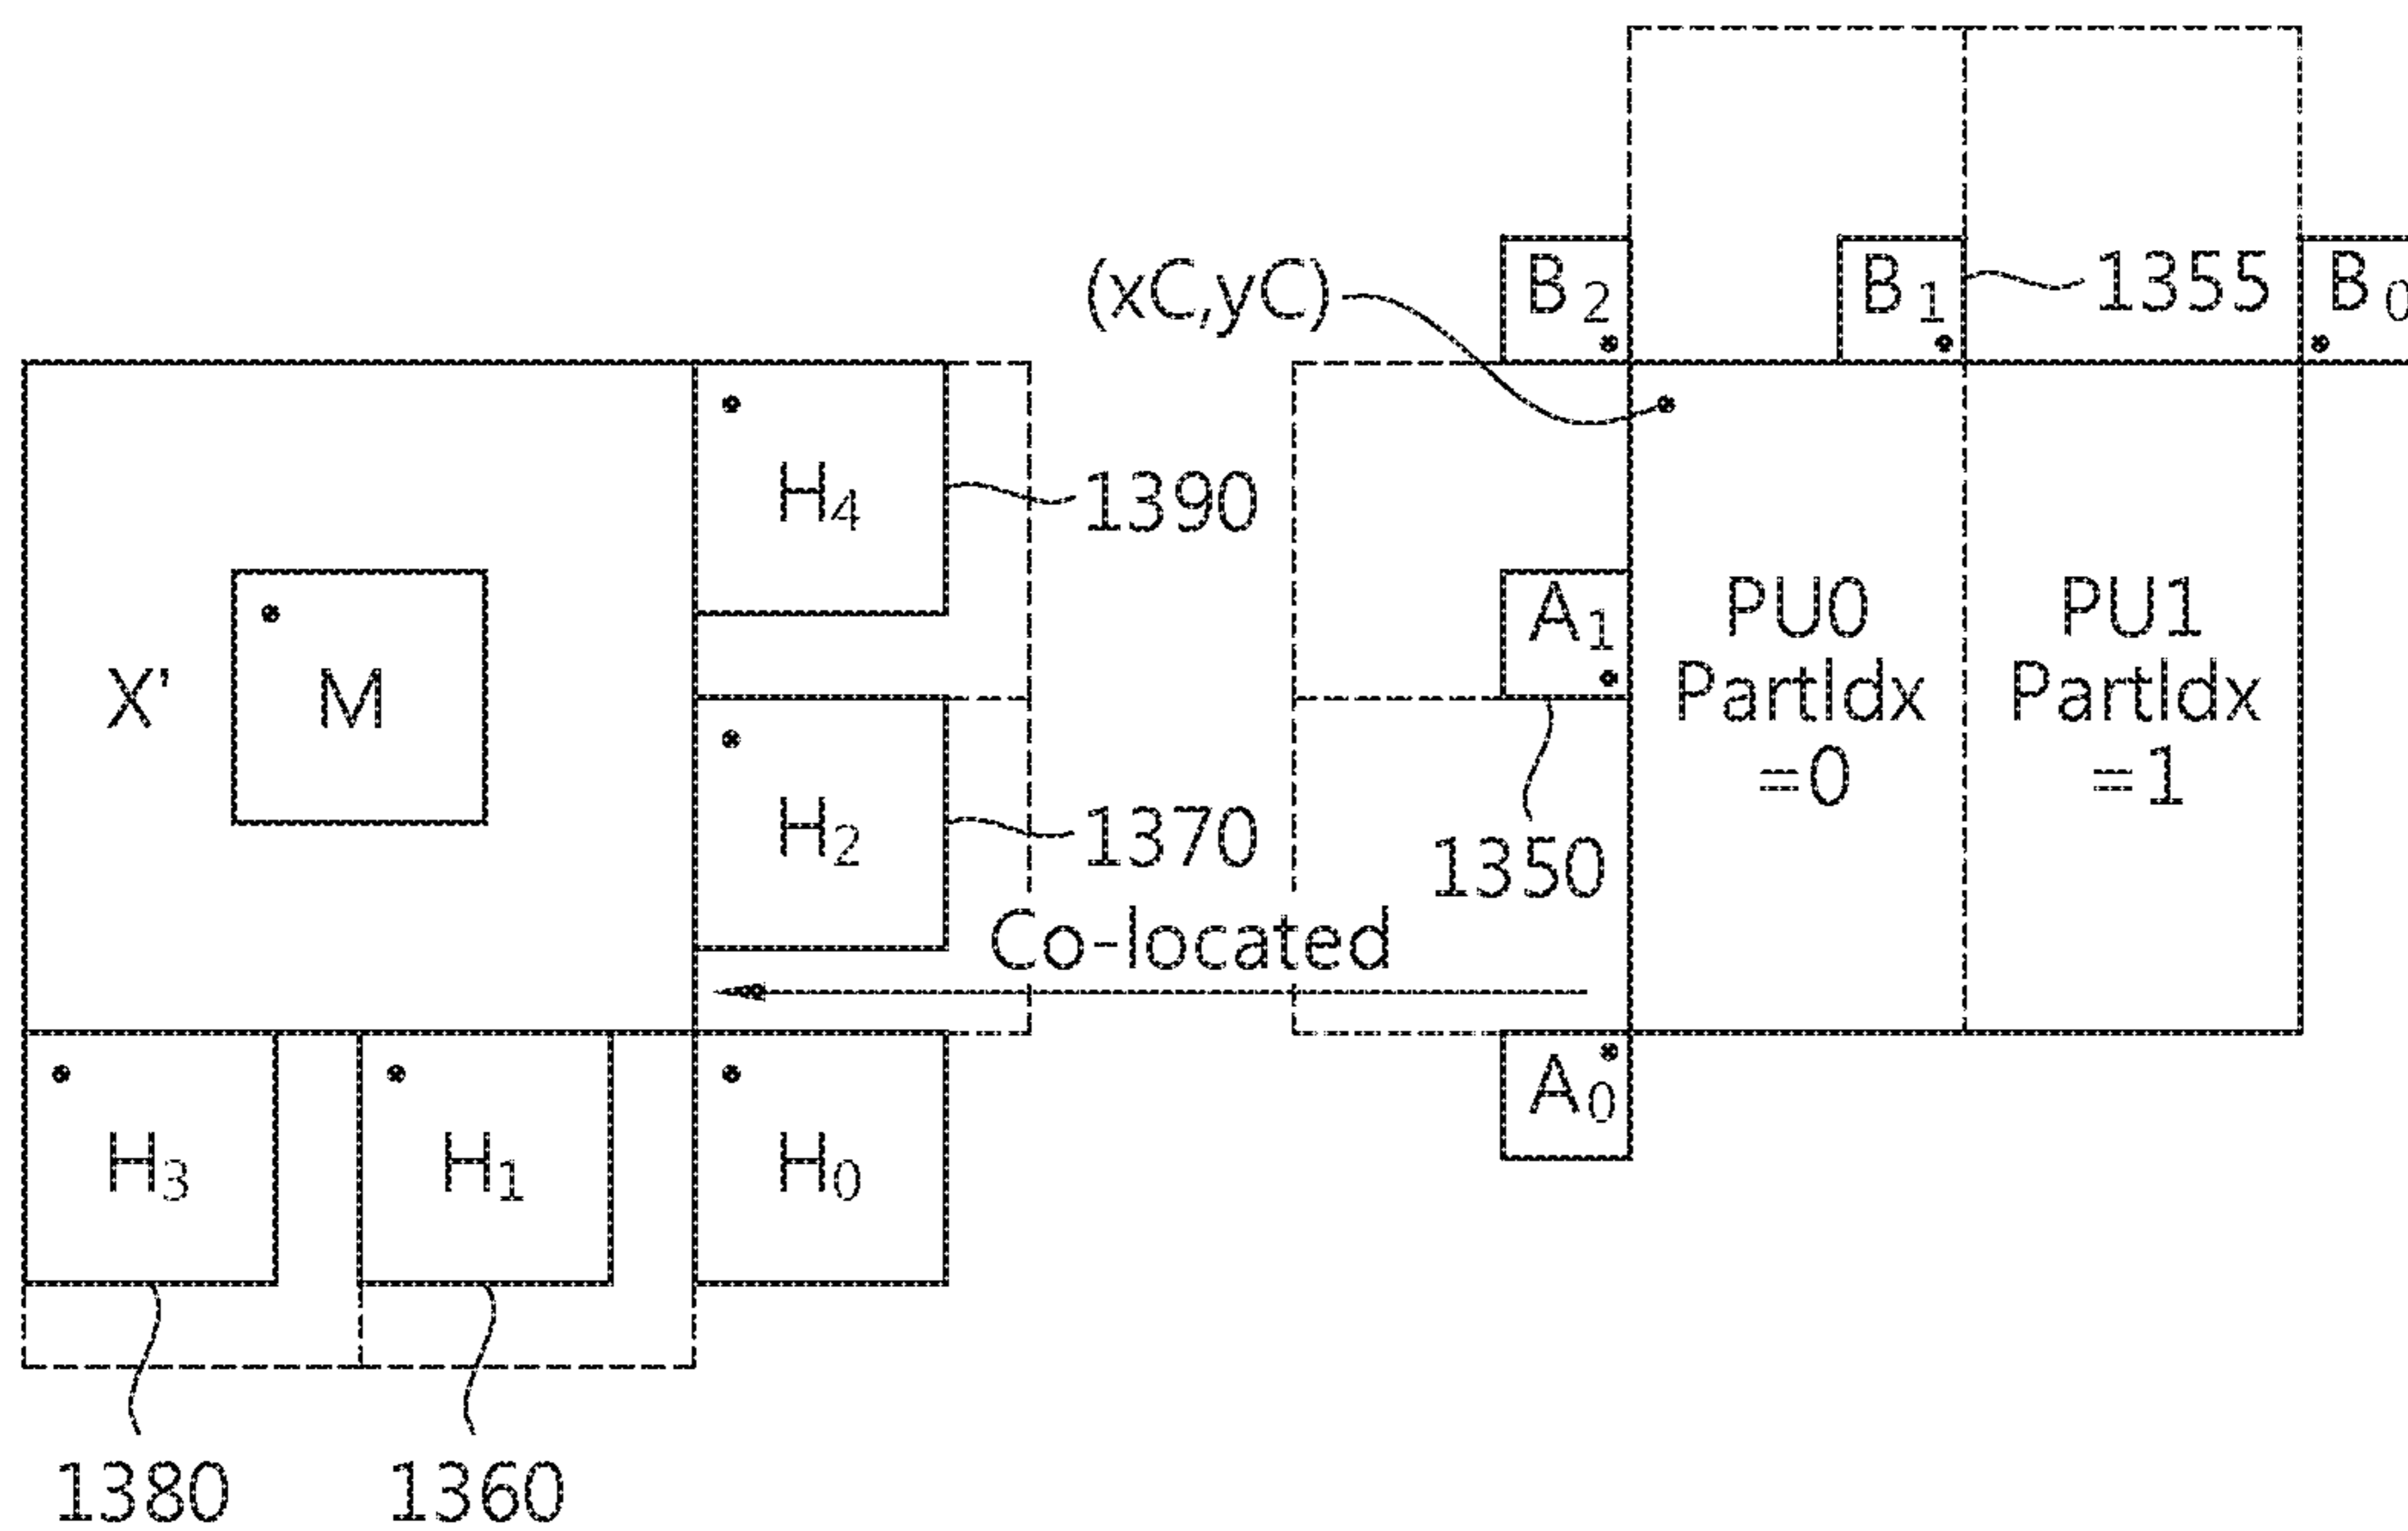 B2
B1
1355
B0
(xC,yC)
H4
1390
A1
PU0
PartIdx
=0
PU1
PartIdx
=1
X'
M
H2
1370
1350
Co-located
A0
H3
H1
H0
1380
1360